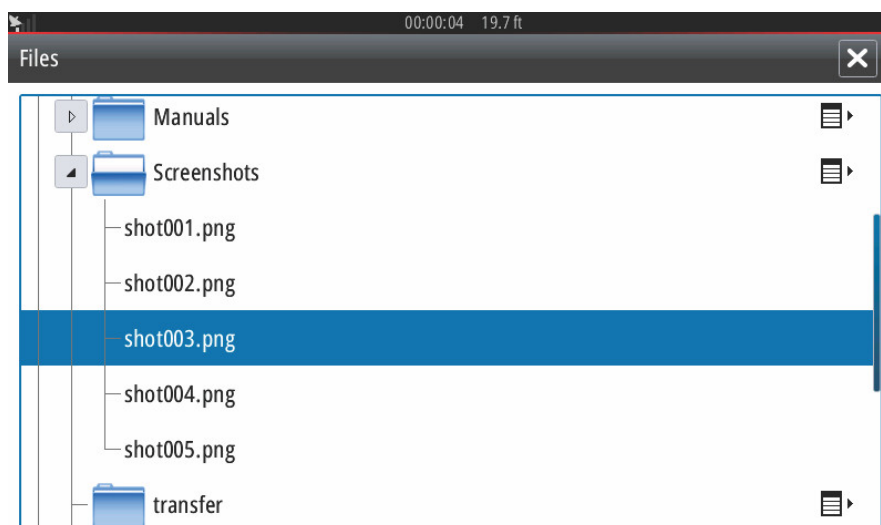 00:00:04 19.7 ft
Files
Manuals
Screenshots
shot001.png
shot002.png
shot003.png
shot004.png
shot005.png
transfer